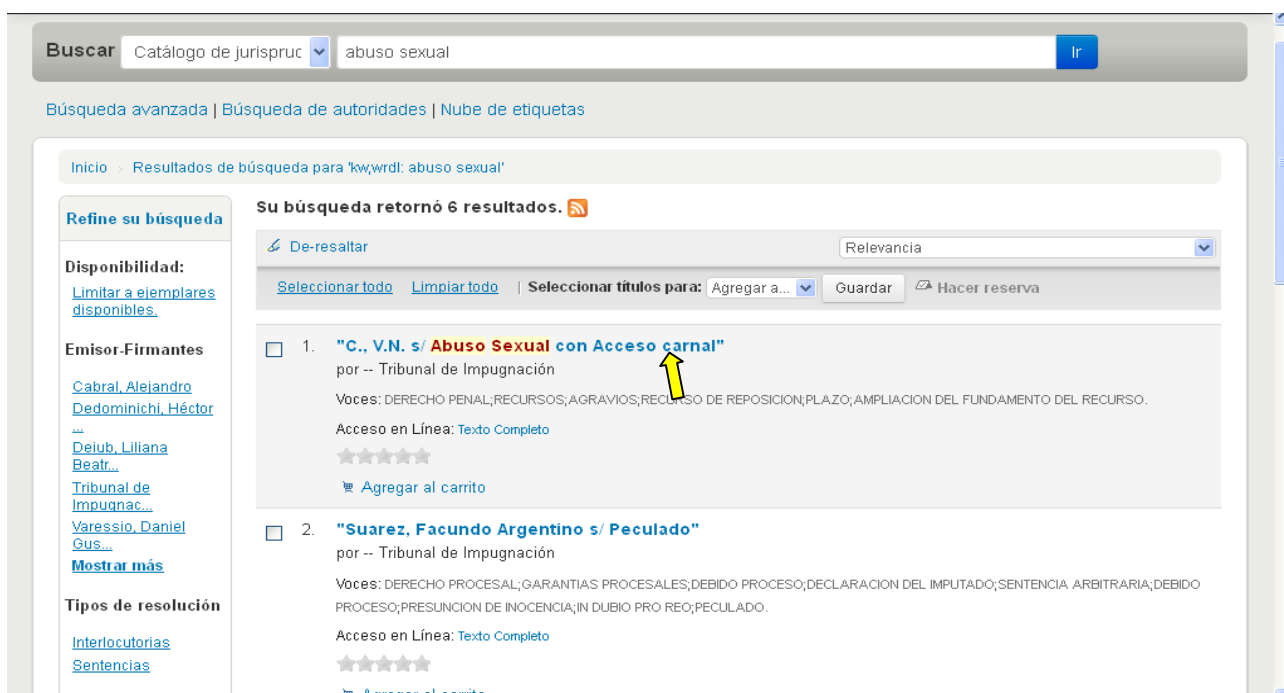 Buscar Catálogo de jurispruc abuso sexual Ir
Búsqueda avanzada | Búsqueda de autoridades | Nube de etiquetas
Inicio > Resultados de búsqueda para 'kw,wrdl: abuso sexual'
Refine su búsqueda
Disponibilidad:
Limitar a ejemplares
disponibles.
Emisor-Firmantes
Cabral, Alejandro
Dedominichi, Héctor
...
Deiub, Liliana
Beatr...
Tribunal de
Impugnac...
Varessio, Daniel
Gus...
Mostrar más
Tipos de resolución
Interlocutorias
Sentencias
Su búsqueda retornó 6 resultados.
De-resaltar Relevancia
Seleccionar todo Limpiar todo | Seleccionar títulos para: Agregar a... Guardar Hacer reserva
1. "C., V.N. s/ Abuso Sexual con Acceso carnal"
por -- Tribunal de Impugnación
Voces: DERECHO PENAL;RECURSOS;AGRAVIOS;RECURSO DE REPOSICION;PLAZO;AMPLIACION DEL FUNDAMENTO DEL RECURSO.
Acceso en Línea: Texto Completo
Agregar al carrito
2. "Suarez, Facundo Argentino s/ Peculado"
por -- Tribunal de Impugnación
Voces: DERECHO PROCESAL;GARANTIAS PROCESALES;DEBIDO PROCESO;DECLARACION DEL IMPUTADO;SENTENCIA ARBITRARIA;DEBIDO
PROCESO;PRESUNCION DE INOCENCIA;IN DUBIO PRO REO;PECULADO.
Acceso en Línea: Texto Completo
Agregar al carrito